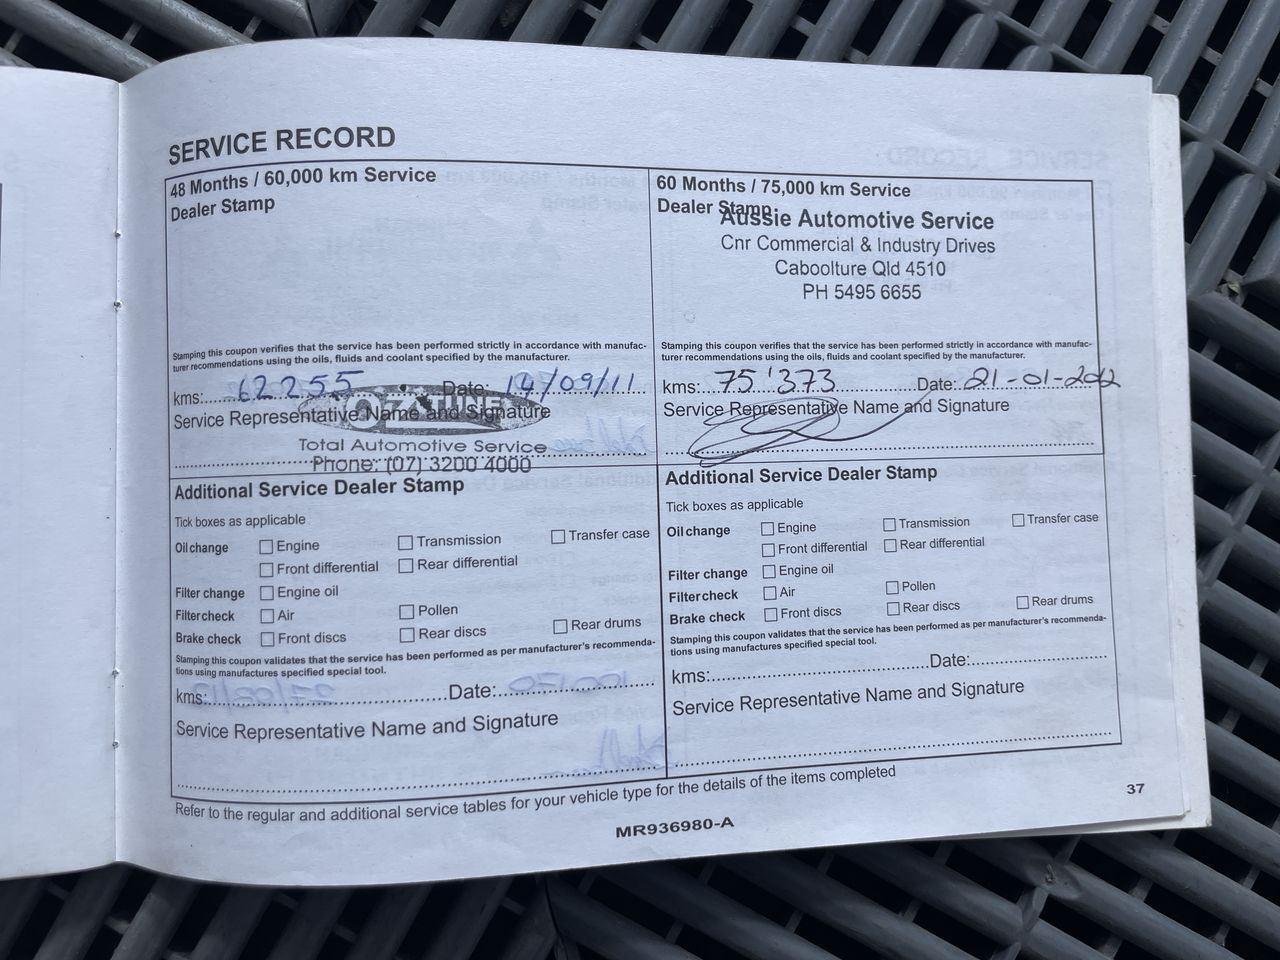 SERVICE RECORD
48 Months / 60,000 km Service
Dealer Stamp
Stamping this coupon verifies that the service has been performed strictly in accordance with manufac-
turer recommendations using the oils, fluids and coolant specified by the manufacturer.
kms: 62255 Date: 14/09/11
Service Representative Name and Signature
OZTUNE
Total Automotive Service
Phone: (07) 3200 4000
60 Months / 75,000 km Service
Dealer Stamp
Aussie Automotive Service
Cnr Commercial & Industry Drives
Caboolture Qld 4510
PH 5495 6655
Stamping this coupon verifies that the service has been performed strictly in accordance with manufac-
turer recommendations using the oils, fluids and coolant specified by the manufacturer.
kms: 75'373 Date: 21-01-2012
Service Representative Name and Signature
Additional Service Dealer Stamp
Tick boxes as applicable
Oil change Engine Transmission Transfer case
Front differential Rear differential
Filter change Engine oil
Filter check Air Pollen
Brake check Front discs Rear discs Rear drums
Stamping this coupon validates that the service has been performed as per manufacturer's recommenda-
tions using manufactures specified special tool.
kms: Date:
Service Representative Name and Signature
Additional Service Dealer Stamp
Tick boxes as applicable
Oil change Engine Transmission Transfer case
Front differential Rear differential
Filter change Engine oil
Filter check Air Pollen
Brake check Front discs Rear discs Rear drums
Stamping this coupon validates that the service has been performed as per manufacturer's recommenda-
tions using manufactures specified special tool.
kms: Date:
Service Representative Name and Signature
Refer to the regular and additional service tables for your vehicle type for the details of the items completed
37
MR936980-A